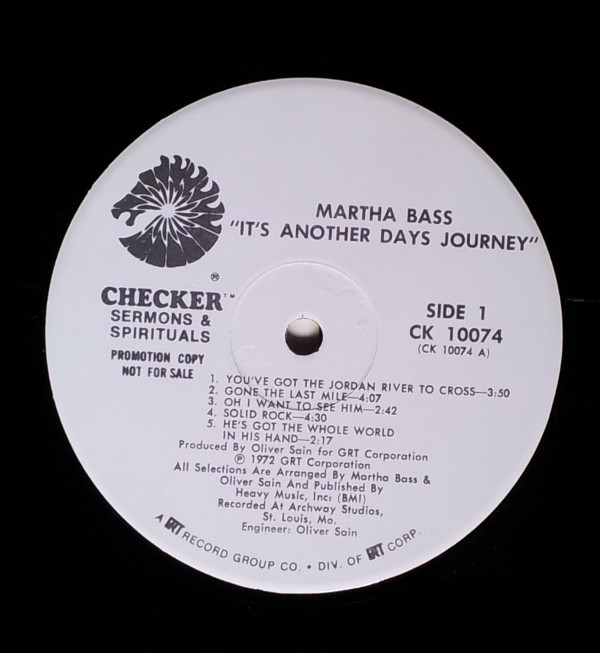 MARTHA BASS
"IT'S ANOTHER DAYS JOURNEY"
®
CHECKER™
SERMONS &
SPIRITUALS
PROMOTION COPY
NOT FOR SALE
SIDE 1
CK 10074
(CK 10074 A)
1. YOU'VE GOT THE JORDAN RIVER TO CROSS—3:50
2. GONE THE LAST MILE—4:07
3. OH I WANT TO SEE HIM—2:42
4. SOLID ROCK—4:30
5. HE'S GOT THE WHOLE WORLD
IN HIS HAND—2:17
Produced By Oliver Sain for GRT Corporation
℗ 1972 GRT Corporation
All Selections Are Arranged By Martha Bass &
Oliver Sain And Published By
Heavy Music, Inc: (BMI)
Recorded At Archway Studios,
St. Louis, Mo.
Engineer: Oliver Sain
A GRT RECORD GROUP CO. • DIV. OF GRT CORP.